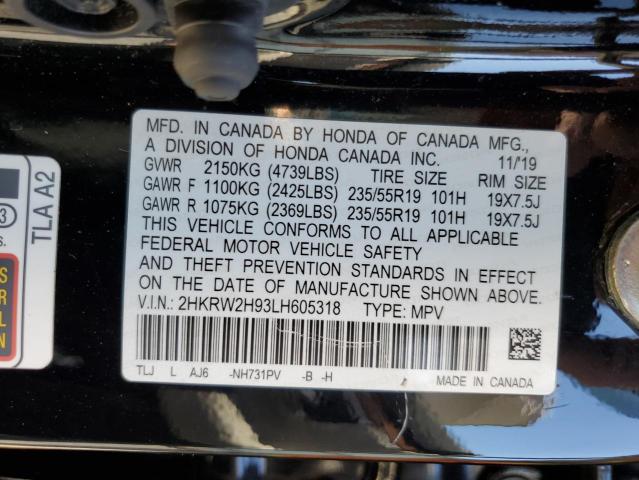 MFD. IN CANADA BY HONDA OF CANADA MFG.,
A DIVISION OF HONDA CANADA INC. 11/19
GVWR 2150KG (4739LBS) TIRE SIZE RIM SIZE
GAWR F 1100KG (2425LBS) 235/55R19 101H 19X7.5J
GAWR R 1075KG (2369LBS) 235/55R19 101H 19X7.5J
THIS VEHICLE CONFORMS TO ALL APPLICABLE
FEDERAL MOTOR VEHICLE SAFETY
AND THEFT PREVENTION STANDARDS IN EFFECT
ON THE DATE OF MANUFACTURE SHOWN ABOVE.
V.I.N.: 2HKRW2H93LH605318 TYPE: MPV
TLJ L AJ6 -NH731PV -B -H
MADE IN CANADA
TLA A2
3